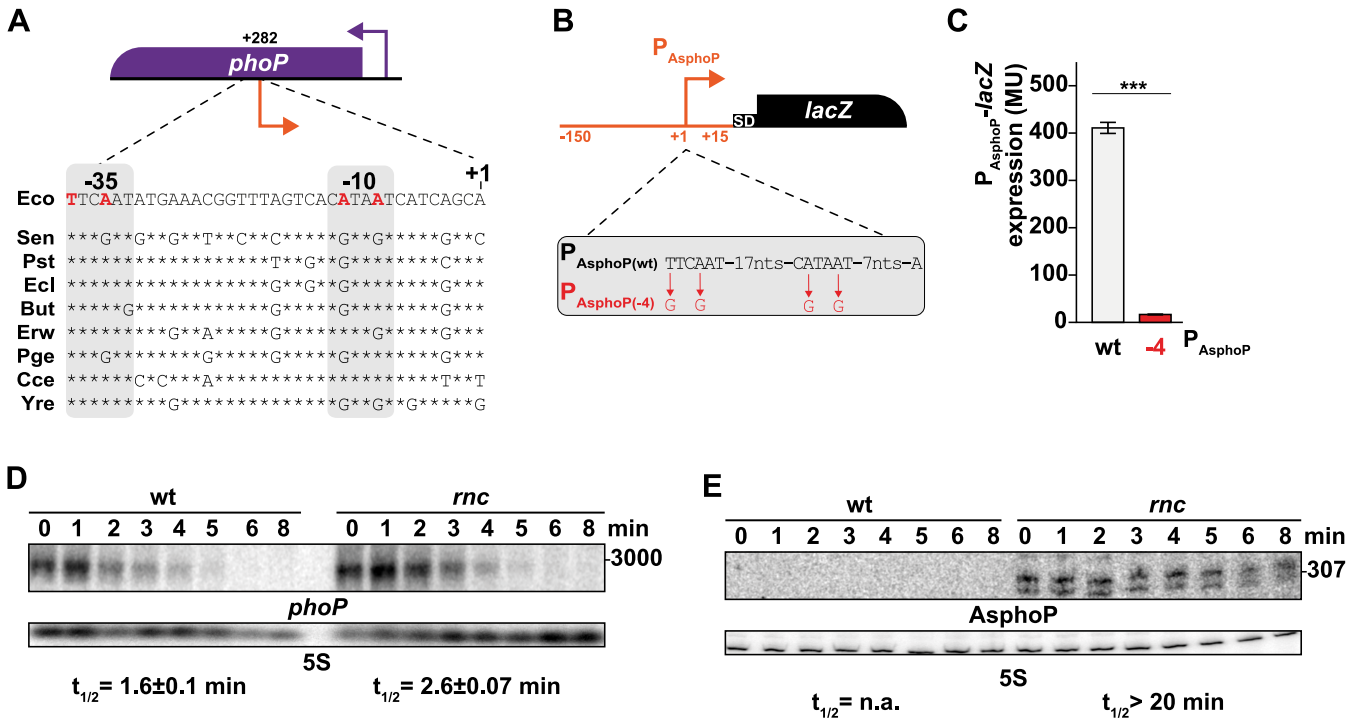 A
+282
phoP
-35
-10
+1
Eco TTCAATATGAAACGGTTTAGTCACATAATCATCAGCA
Sen ***G**G**G**T**C**C*****G**G*****G**C
Pst ******************T**G**G********C***
Ecl ******************G**G**G********G***
But *****G******************G********G***
Erw *********G**A********G*****G*****G***
Pge ***G********G*****G*****G********G***
Cce ******C**C**A********************T**T
Yre *********G**************G**G**G*****G
B
PAsphoP
SD
lacZ
-150
+1
+15
PAsphoP(wt) TTCAAT-17nts-CATAAT-7nts-A
PAsphoP(-4) G G G G
C
PAsphoP-lacZ
expression (MU)
500
400
300
200
100
0
***
wt -4 PAsphoP
D
wt rnc
0 1 2 3 4 5 6 8 0 1 2 3 4 5 6 8 min
-3000
phoP
5S
t1/2= 1.6±0.1 min t1/2= 2.6±0.07 min
E
wt rnc
0 1 2 3 4 5 6 8 0 1 2 3 4 5 6 8 min
-307
AsphoP
5S
t1/2= n.a. t1/2> 20 min